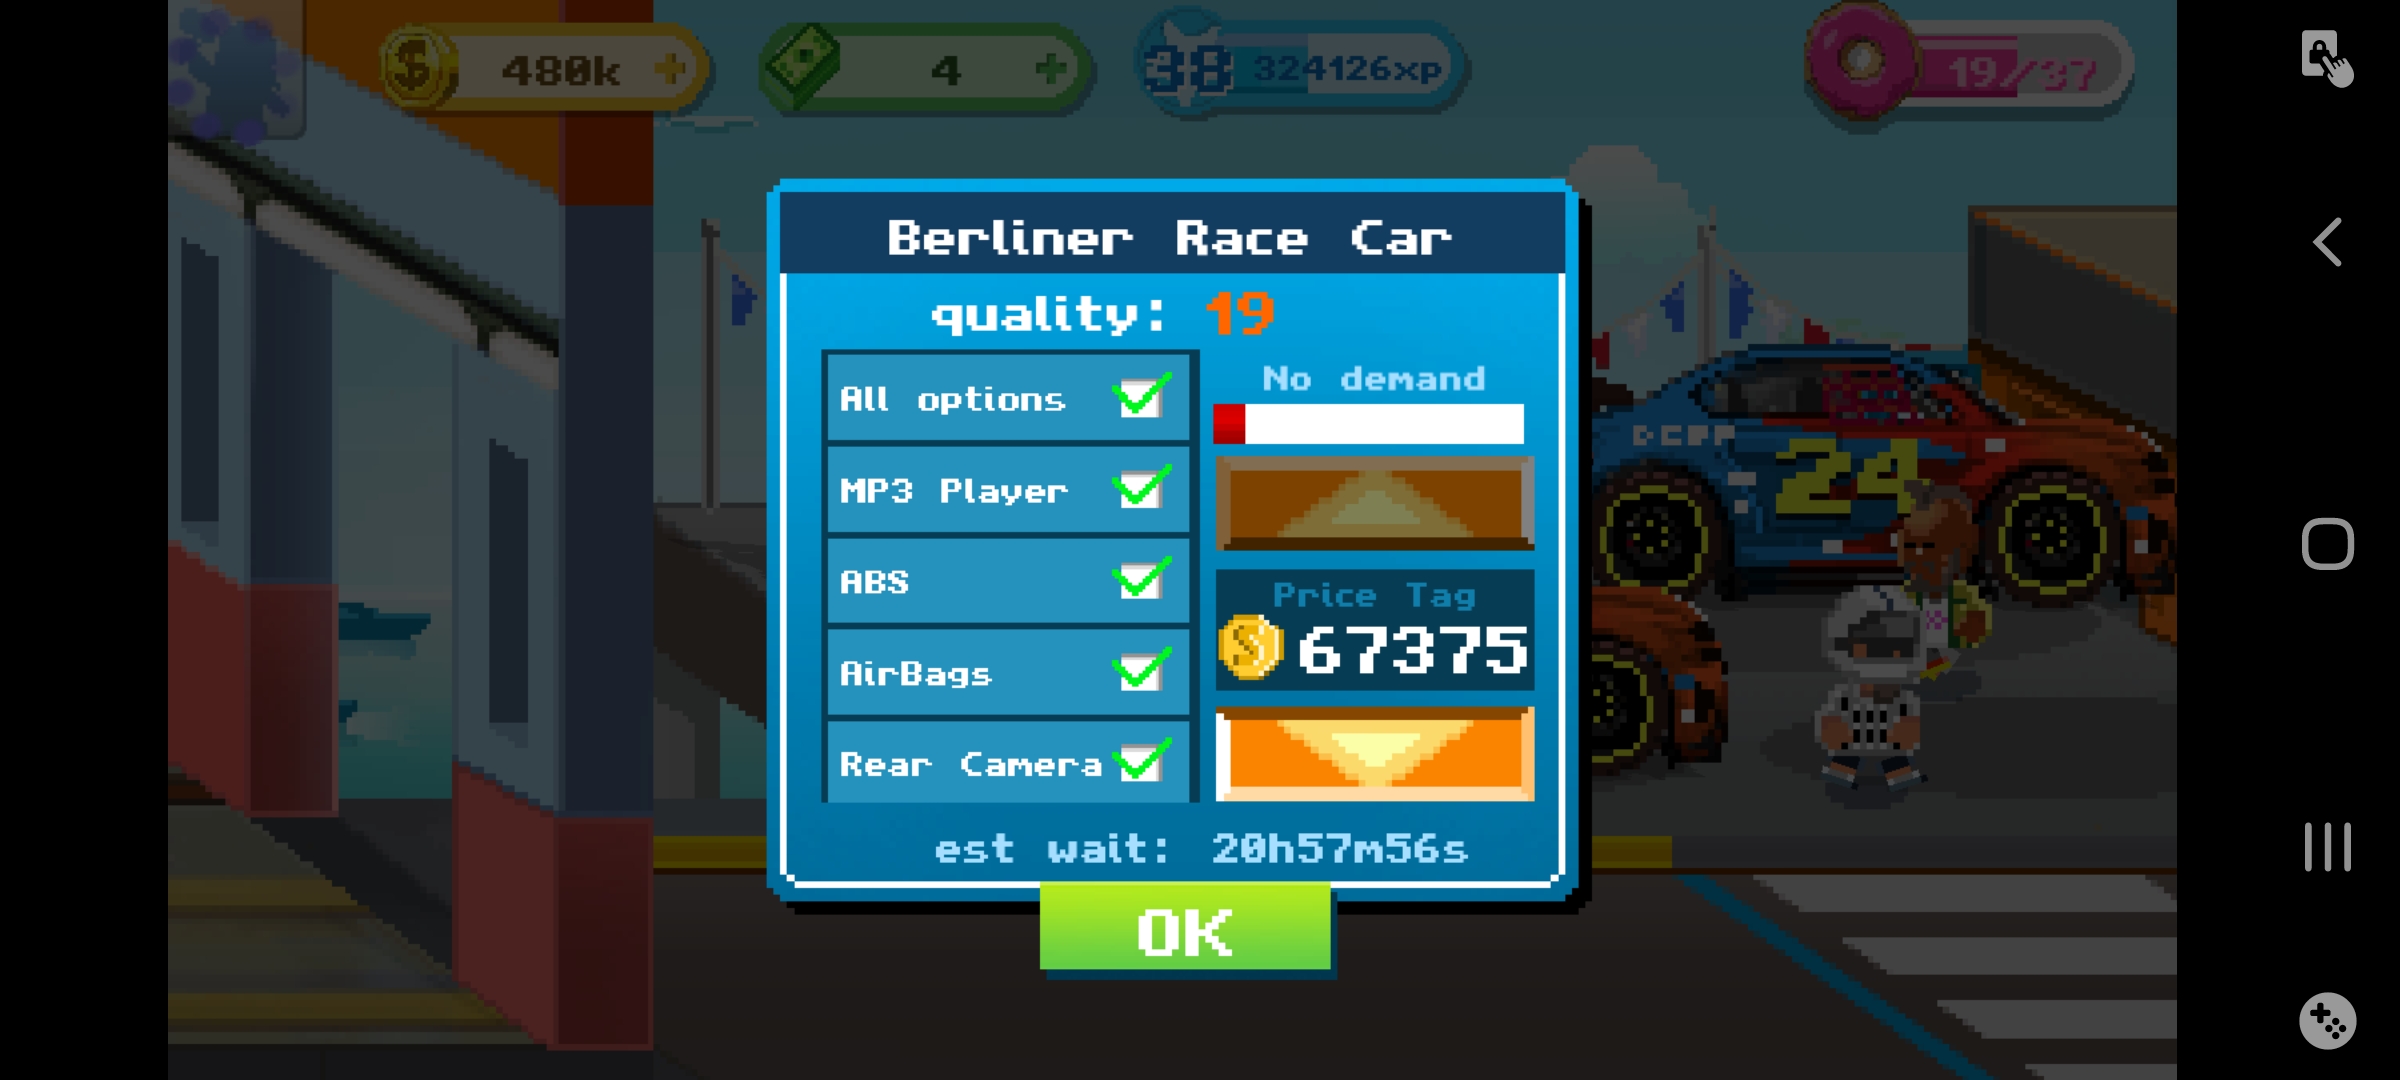 480k
4
38
324126xp
19/37
Berliner Race Car
quality: 19
All options
MP3 Player
ABS
AirBags
Rear Camera
No demand
Price Tag
67375
est wait: 20h57m56s
OK
24